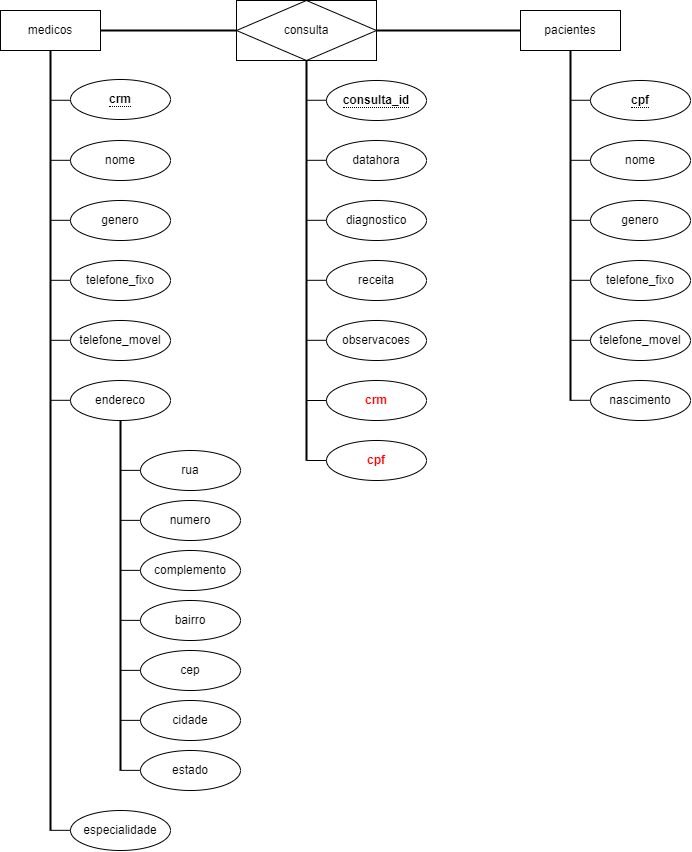 medicos
consulta
pacientes
crm
nome
genero
telefone_fixo
telefone_movel
endereco
rua
numero
complemento
bairro
cep
cidade
estado
especialidade
consulta_id
datahora
diagnostico
receita
observacoes
crm
cpf
cpf
nome
genero
telefone_fixo
telefone_movel
nascimento